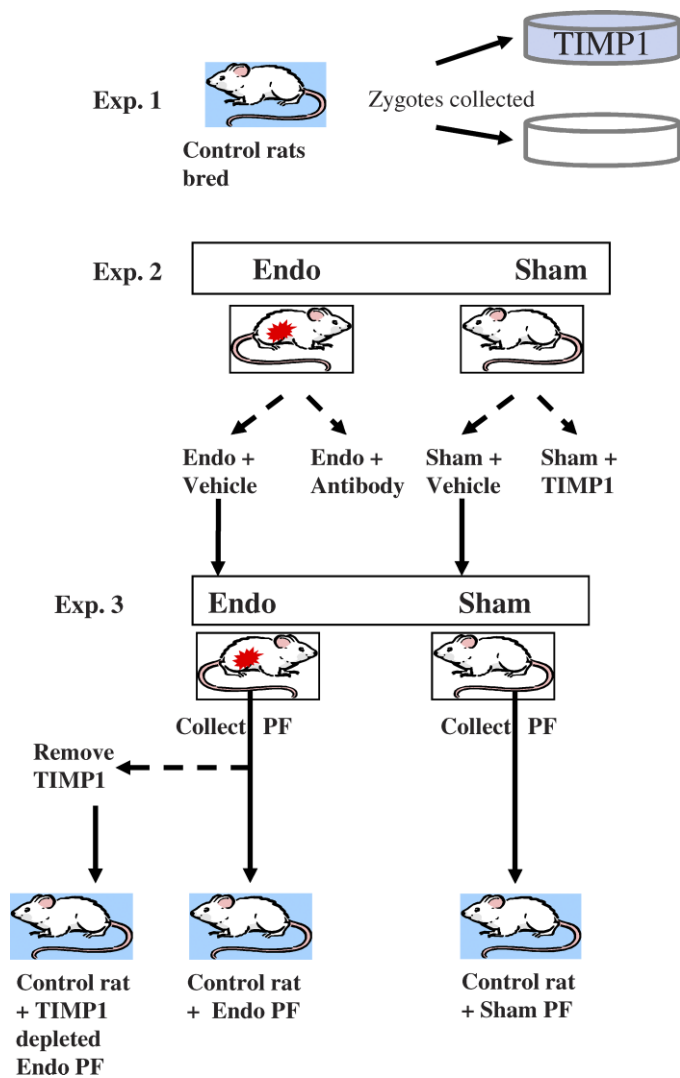 TIMP1
Exp. 1
Zygotes collected
Control rats
bred
Exp. 2
Endo
Sham
Endo +
Vehicle
Endo +
Antibody
Sham +
Vehicle
Sham +
TIMP1
Exp. 3
Endo
Sham
Collect PF
Collect PF
Remove
TIMP1
Control rat
+ TIMP1
depleted
Endo PF
Control rat
+ Endo PF
Control rat
+ Sham PF